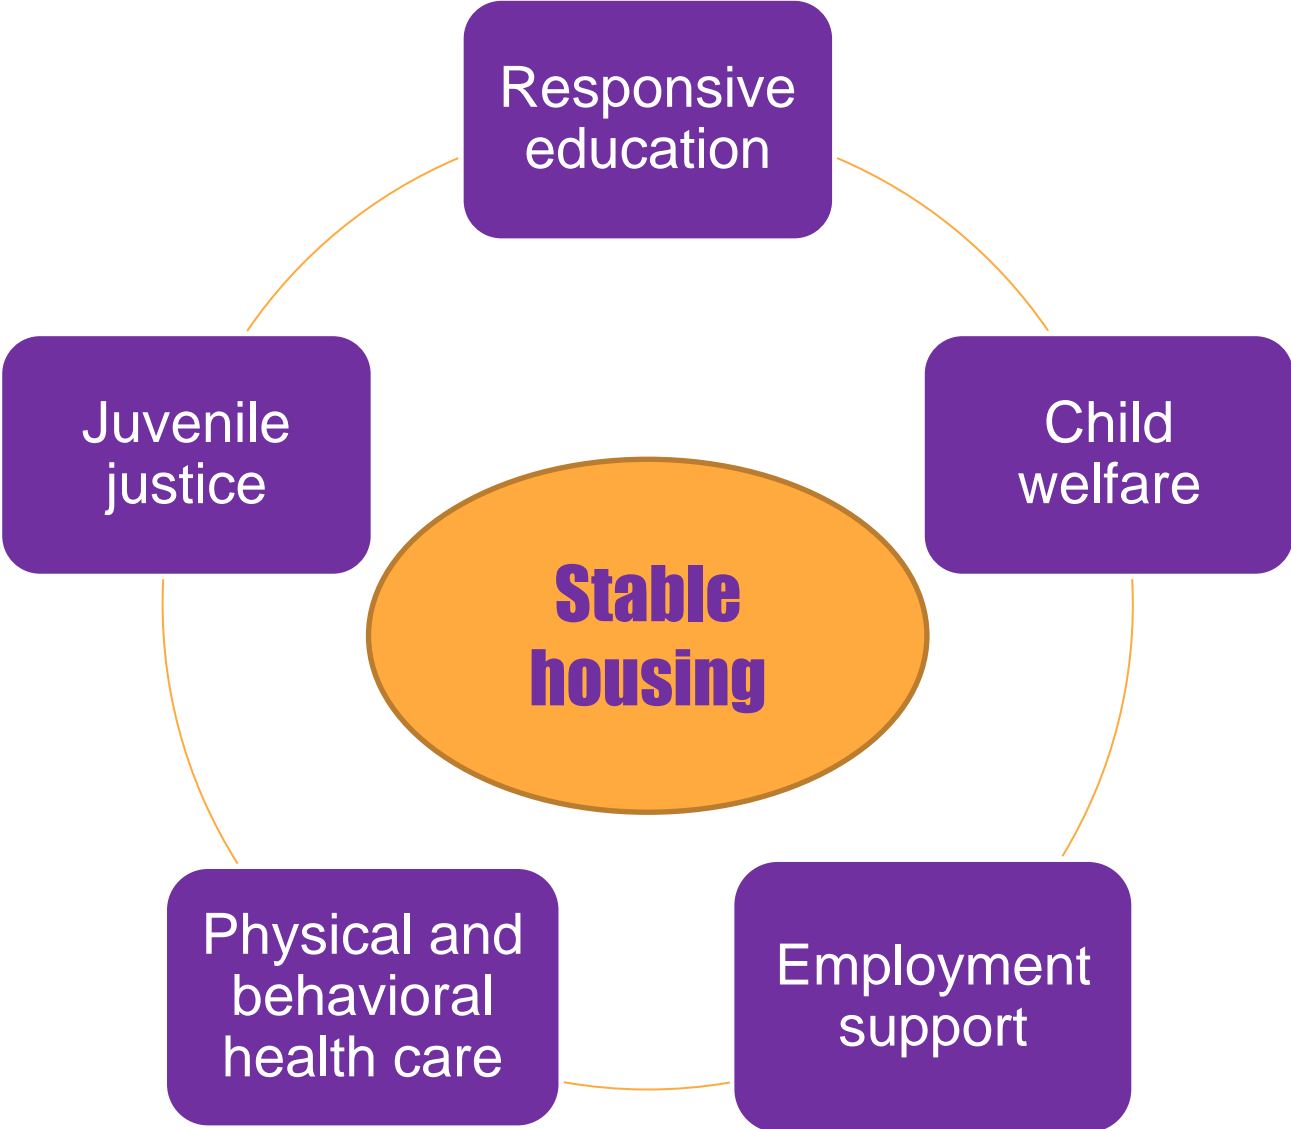 Responsive
education
Juvenile
justice
Child
welfare
Stable
housing
Physical and
behavioral
health care
Employment
support